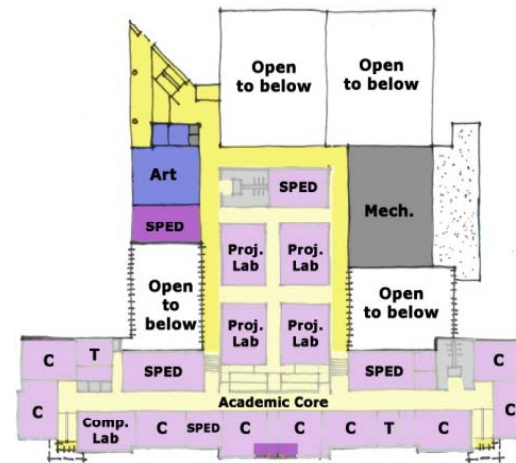 Open
to below
Open
to below
Art
SPED
SPED
Mech.
Proj.
Lab
Proj.
Lab
Open
to
below
Open
to below
Proj.
Lab
Proj.
Lab
C
T
SPED
SPED
C
C
Academic Core
C
Comp.
Lab
C
SPED
C
C
C
T
C
C